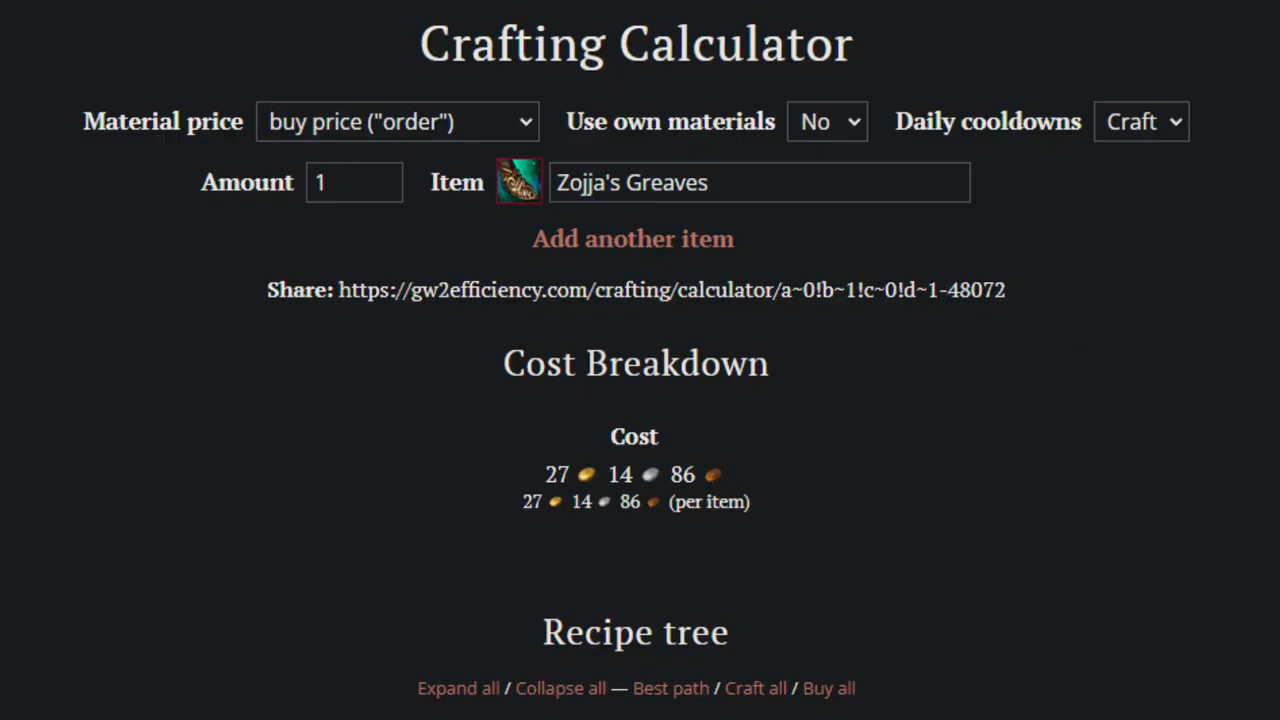 Crafting Calculator
Material price buy price ("order") Use own materials No Daily cooldowns Craft
Amount 1 Item Zojja's Greaves
Add another item
Share: https://gw2efficiency.com/crafting/calculator/a~0!b~1!c~0!d~1-48072
Cost Breakdown
Cost
27 14 86
27 14 86 (per item)
Recipe tree
Expand all / Collapse all — Best path / Craft all / Buy all